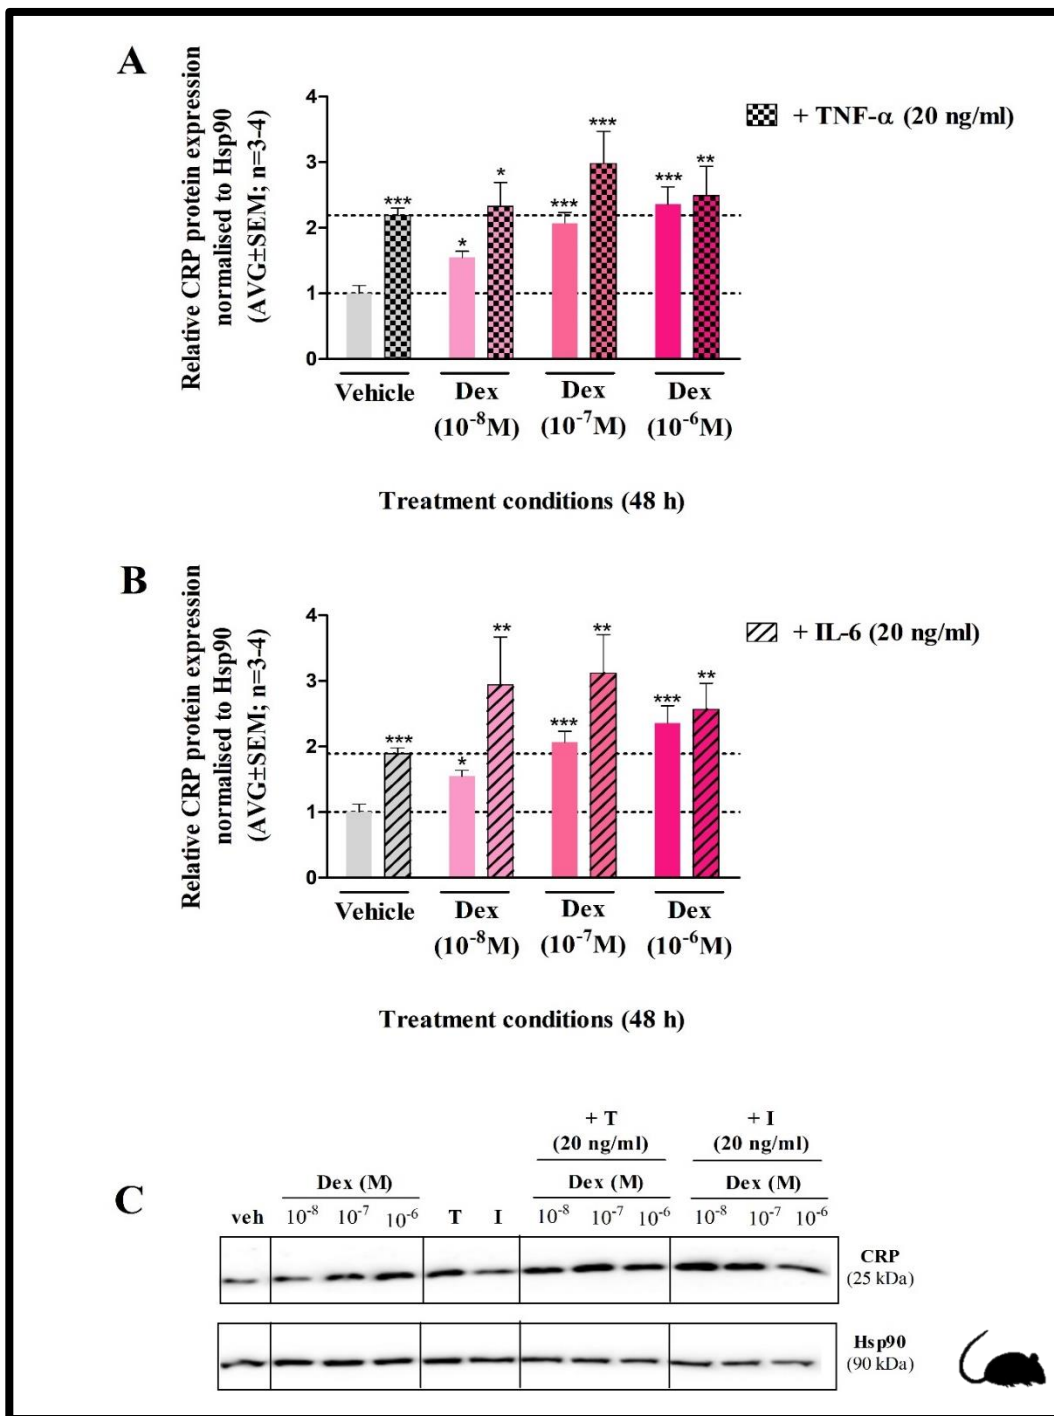 A
Relative CRP protein expression
normalised to Hsp90
(AVG±SEM; n=3-4)
4
3
2
1
0
***
*
*
***
***
***
**
+ TNF-α (20 ng/ml)
Vehicle
Dex
(10⁻⁸M)
Dex
(10⁻⁷M)
Dex
(10⁻⁶M)
Treatment conditions (48 h)
B
Relative CRP protein expression
normalised to Hsp90
(AVG±SEM; n=3-4)
4
3
2
1
0
***
*
**
***
**
***
**
+ IL-6 (20 ng/ml)
Vehicle
Dex
(10⁻⁸M)
Dex
(10⁻⁷M)
Dex
(10⁻⁶M)
Treatment conditions (48 h)
C
+ T
(20 ng/ml)
+ I
(20 ng/ml)
Dex (M)
Dex (M)
Dex (M)
veh 10⁻⁸ 10⁻⁷ 10⁻⁶ T I 10⁻⁸ 10⁻⁷ 10⁻⁶ 10⁻⁸ 10⁻⁷ 10⁻⁶
CRP
(25 kDa)
Hsp90
(90 kDa)